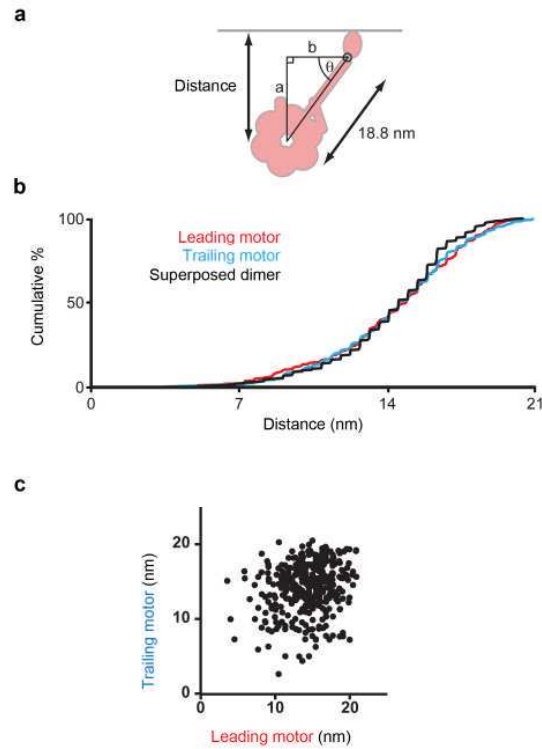 a
b
θ
a
Distance
18.8 nm
b
100
50
0
Cumulative %
Leading motor
Trailing motor
Superposed dimer
0
7
14
21
Distance (nm)
c
20
10
0
Trailing motor (nm)
0
10
20
Leading motor (nm)